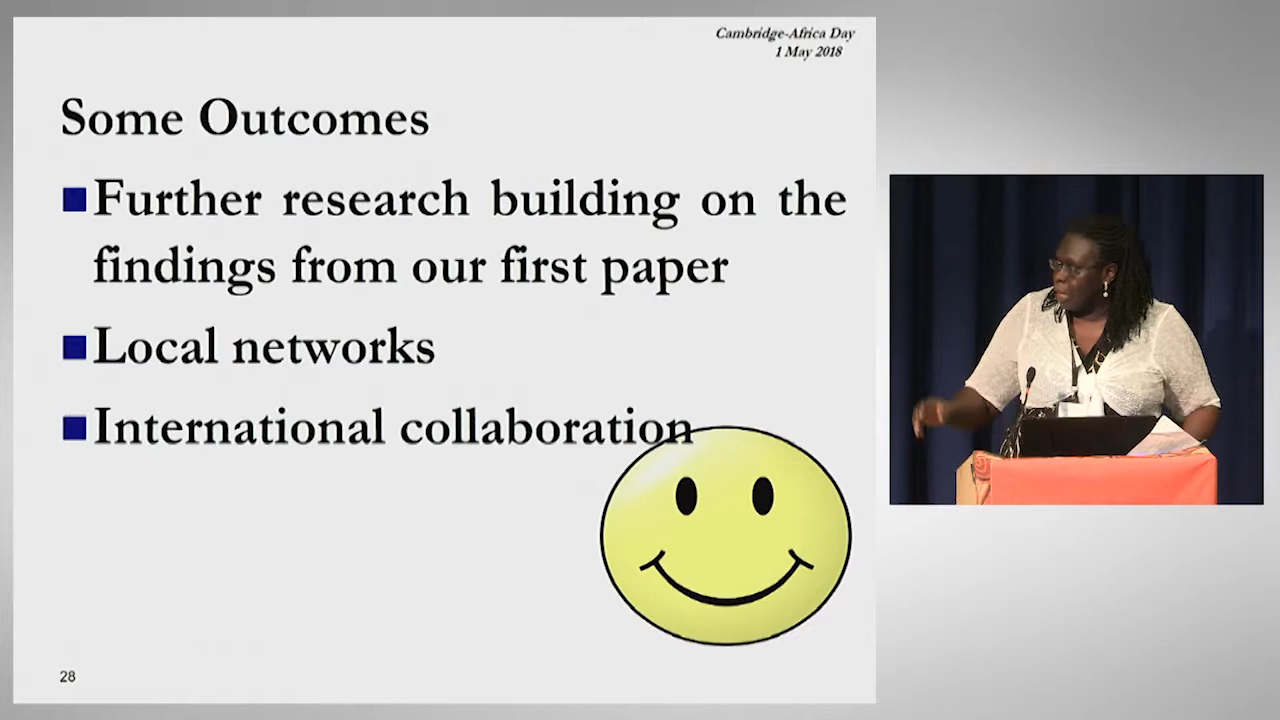 Cambridge-Africa Day
1 May 2018
Some Outcomes
Further research building on the
findings from our first paper
Local networks
International collaboration
28